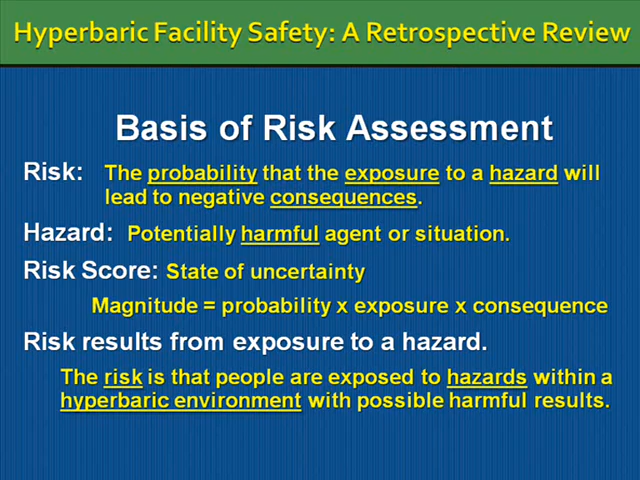 Hyperbaric Facility Safety: A Retrospective Review
Basis of Risk Assessment
Risk: The probability that the exposure to a hazard will
lead to negative consequences.
Hazard: Potentially harmful agent or situation.
Risk Score: State of uncertainty
Magnitude = probability x exposure x consequence
Risk results from exposure to a hazard.
The risk is that people are exposed to hazards within a
hyperbaric environment with possible harmful results.